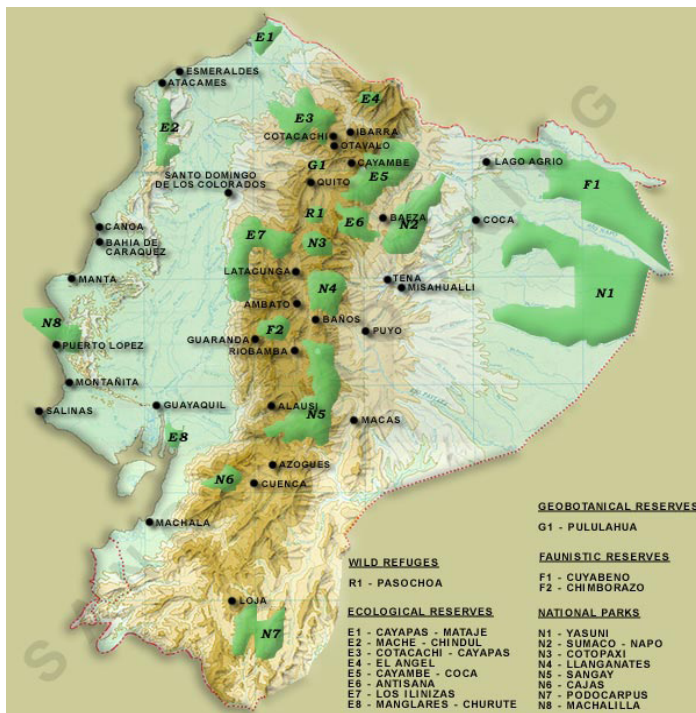 E1
ESMERALDES
ATACAMES
E4
E3
E2
IBARRA
COTACACHI
OTAVALO
G1
CAYAMBE
LAGO AGRIO
E5
SANTO DOMINGO
DE LOS COLORADOS
QUITO
F1
R1
BAEZA
COCA
E6
N2
CANOA
E7
N3
BAHIA DE
CARAQUEZ
LATACUNGA
MANTA
TENA
MISAHUALLI
N4
N1
AMBATO
N8
BAÑOS
F2
PUYO
GUARANDA
PUERTO LOPEZ
RIOBAMBA
MONTAÑITA
GUAYAQUIL
ALAUSI
SALINAS
N5
MACAS
E8
AZOGUES
N6
CUENCA
MACHALA
LOJA
N7
WILD REFUGES
R1 - PASOCHOA
ECOLOGICAL RESERVES
E1 - CAYAPAS - MATAJE
E2 - MACHE - CHINDUL
E3 - COTACACHI - CAYAPAS
E4 - EL ANGEL
E5 - CAYAMBE - COCA
E6 - ANTISANA
E7 - LOS ILINIZAS
E8 - MANGLARES - CHURUTE
GEOBOTANICAL RESERVES
G1 - PULULAHUA
FAUNISTIC RESERVES
F1 - CUYABENO
F2 - CHIMBORAZO
NATIONAL PARKS
N1 - YASUNI
N2 - SUMACO - NAPO
N3 - COTOPAXI
N4 - LLANGANATES
N5 - SANGAY
N6 - CAJAS
N7 - PODOCARPUS
N8 - MACHALILLA